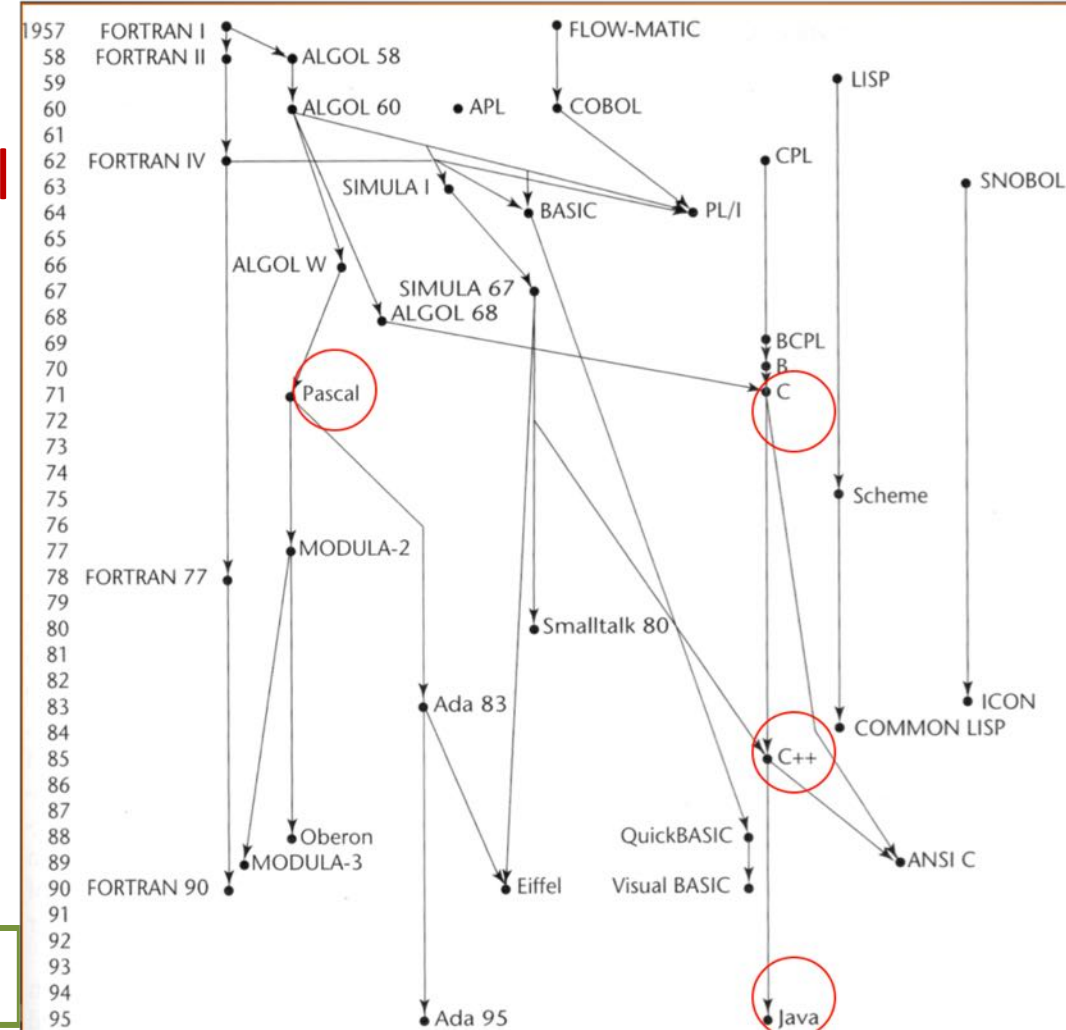 1957 FORTRAN I FLOW-MATIC
58 FORTRAN II ALGOL 58
59 LISP
60 ALGOL 60 APL COBOL
61
62 FORTRAN IV CPL
63 SIMULA I SNOBOL
64 BASIC PL/I
65
66 ALGOL W
67 SIMULA 67
68 ALGOL 68
69 BCPL
70 B
71 Pascal C
72
73
74
75 Scheme
76
77 MODULA-2
78 FORTRAN 77
79
80 Smalltalk 80
81
82
83 Ada 83 ICON
84 COMMON LISP
85 C++
86
87
88 Oberon QuickBASIC
89 MODULA-3 ANSI C
90 FORTRAN 90 Eiffel Visual BASIC
91
92
93
94
95 Ada 95 Java